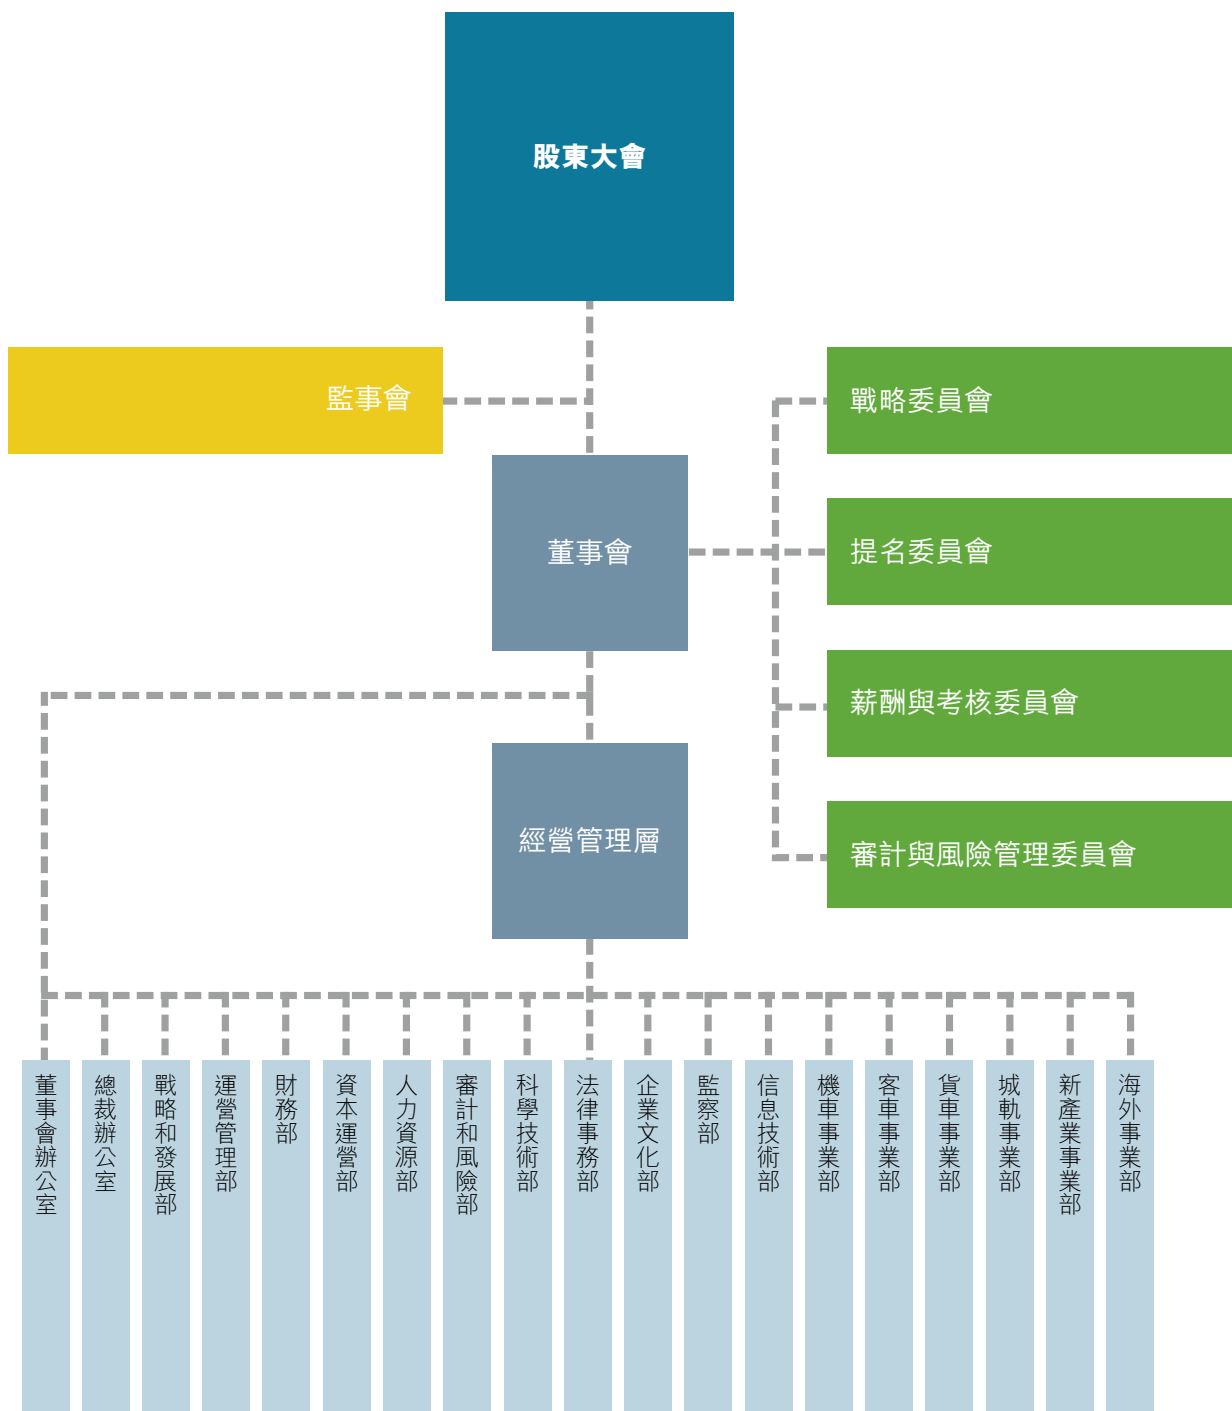 股東大會
監事會
戰略委員會
董事會
提名委員會
薪酬與考核委員會
經營管理層
審計與風險管理委員會
董事會辦公室
總裁辦公室
戰略和發展部
運營管理部
財務部
資本運營部
人力資源部
審計和風險部
科學技術部
法律事務部
企業文化部
監察部
信息技術部
機車事業部
客車事業部
貨車事業部
城軌事業部
新產業事業部
海外事業部